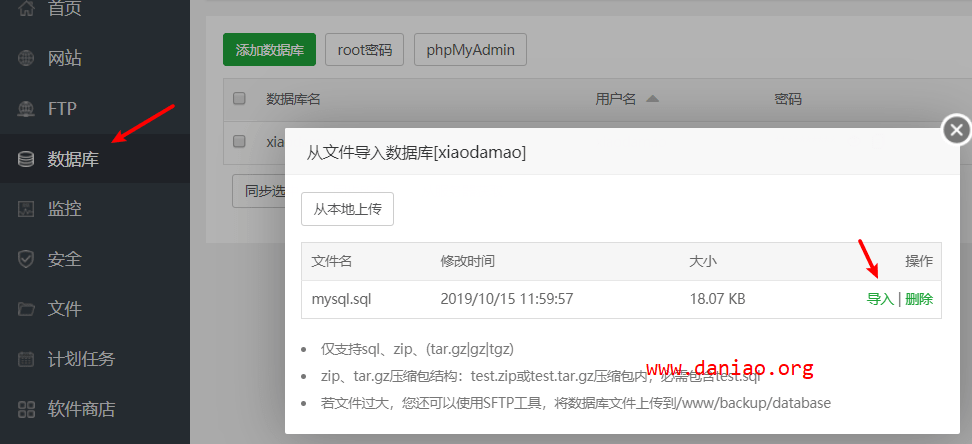 首页
网站
FTP
数据库
监控
安全
文件
计划任务
软件商店
添加数据库 root密码 phpMyAdmin
数据库名 用户名 密码
xia
同步选
从文件导入数据库[xiaodamao]
从本地上传
文件名 修改时间 大小 操作
mysql.sql 2019/10/15 11:59:57 18.07 KB 导入 | 删除
仅支持sql、zip、(tar.gz|gz|tgz)
zip、tar.gz压缩包结构：test.zip或test.tar.gz压缩包内，必需包含test.sql
www.daniao.org
若文件过大，您还可以使用SFTP工具，将数据库文件上传到/www/backup/database